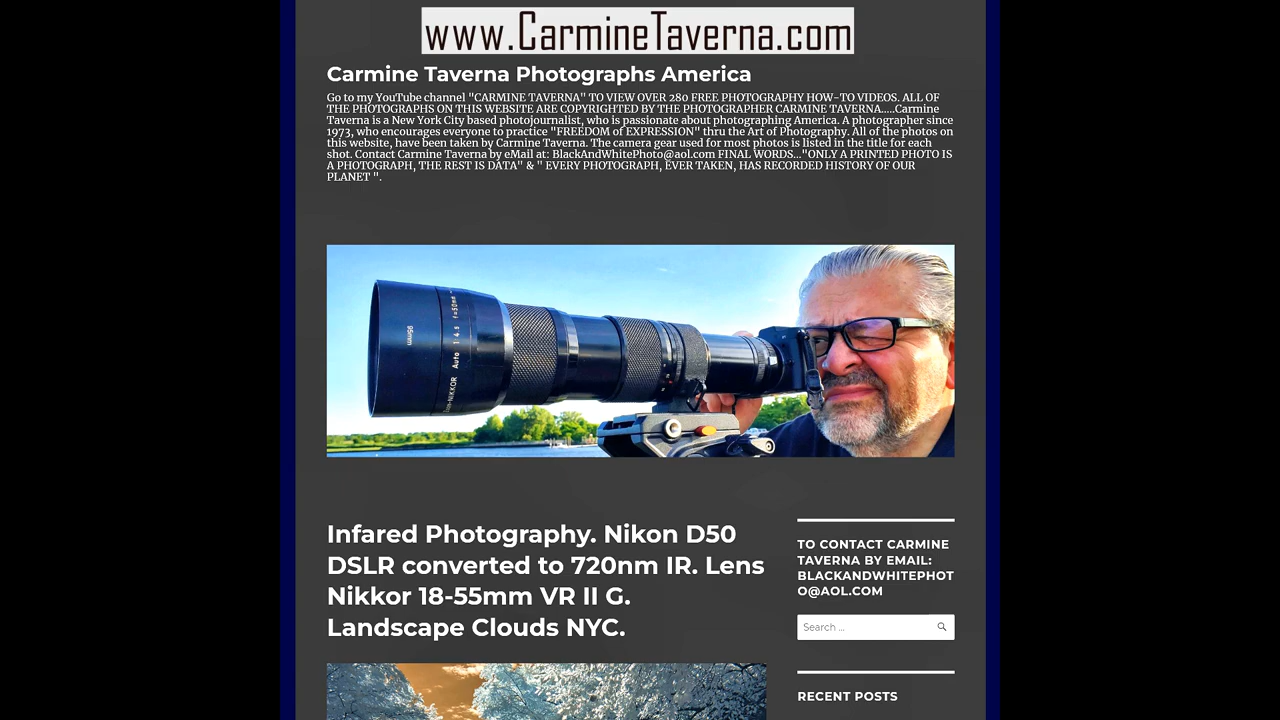 www.CarmineTaverna.com
Carmine Taverna Photographs America
Go to my YouTube channel "CARMINE TAVERNA" TO VIEW OVER 280 FREE PHOTOGRAPHY HOW-TO VIDEOS. ALL OF
THE PHOTOGRAPHS ON THIS WEBSITE ARE COPYRIGHTED BY THE PHOTOGRAPHER CARMINE TAVERNA.....Carmine
Taverna is a New York City based photojournalist, who is passionate about photographing America. A photographer since
1973, who encourages everyone to practice "FREEDOM of EXPRESSION" thru the Art of Photography. All of the photos on
this website, have been taken by Carmine Taverna. The camera gear used for most photos is listed in the title for each
shot. Contact Carmine Taverna by eMail at: BlackAndWhitePhoto@aol.com FINAL WORDS..."ONLY A PRINTED PHOTO IS
A PHOTOGRAPH, THE REST IS DATA" & " EVERY PHOTOGRAPH, EVER TAKEN, HAS RECORDED HISTORY OF OUR
PLANET ".
95mm
-NIKKOR Auto 1:4.5 f=50mm
Infared Photography. Nikon D50
DSLR converted to 720nm IR. Lens
Nikkor 18-55mm VR II G.
Landscape Clouds NYC.
TO CONTACT CARMINE
TAVERNA BY EMAIL:
BLACKANDWHITEPHOT
O@AOL.COM
Search ...
RECENT POSTS